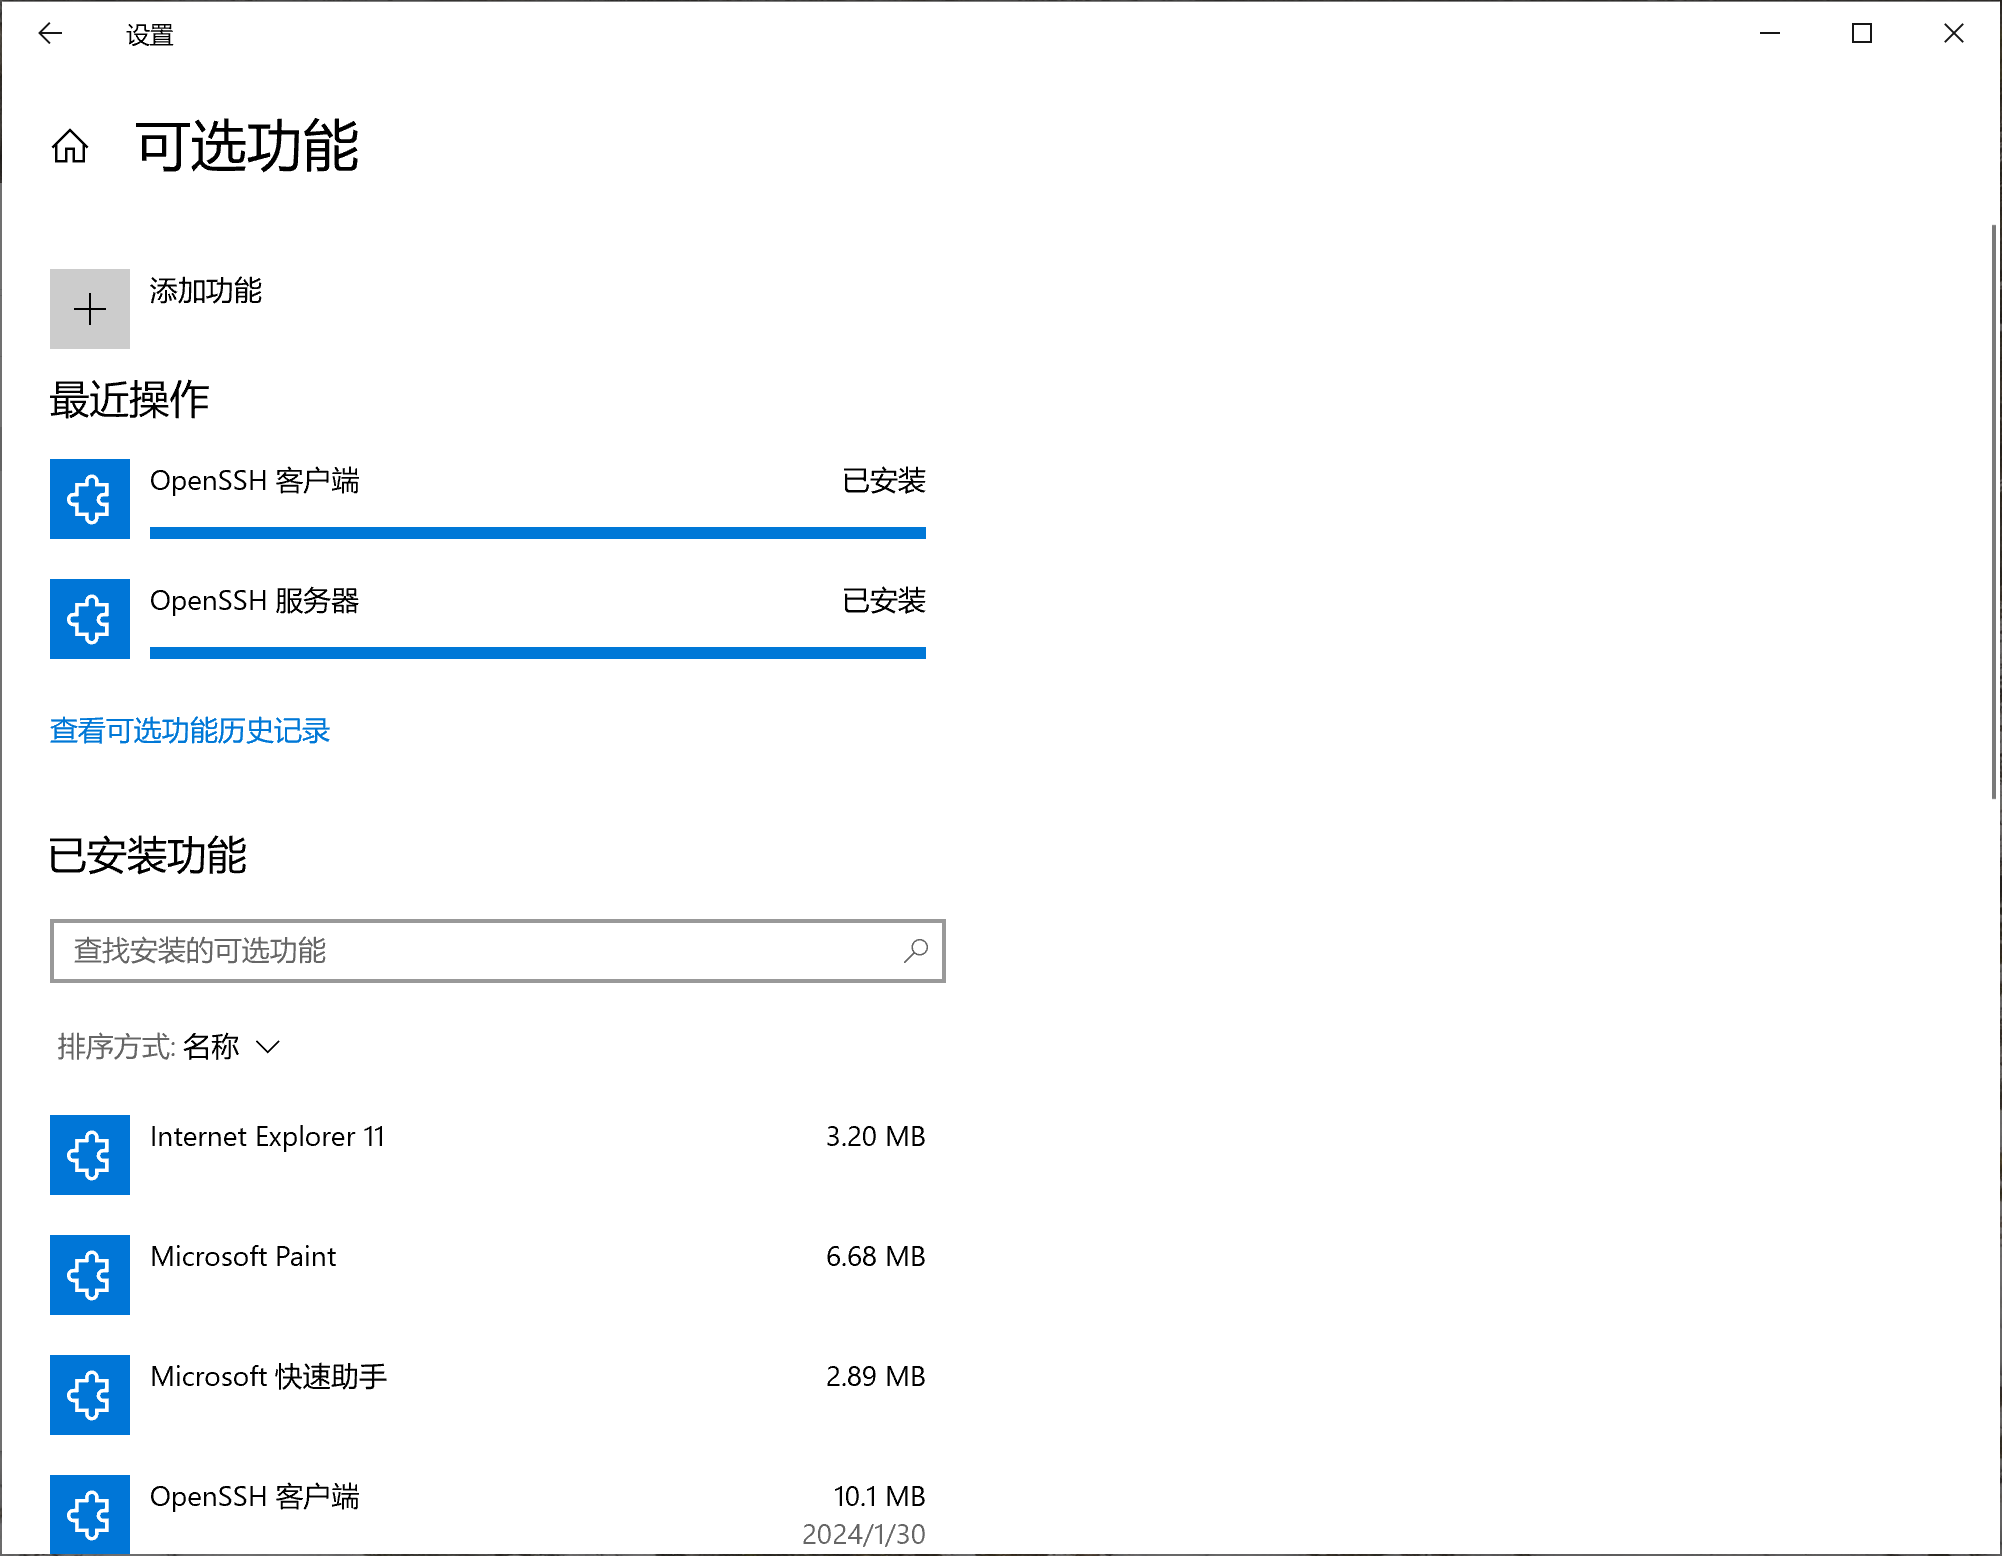 设置
可选功能
添加功能
最近操作
OpenSSH 客户端 已安装
OpenSSH 服务器 已安装
查看可选功能历史记录
已安装功能
查找安装的可选功能
排序方式: 名称
Internet Explorer 11 3.20 MB
Microsoft Paint 6.68 MB
Microsoft 快速助手 2.89 MB
OpenSSH 客户端 10.1 MB
2024/1/30